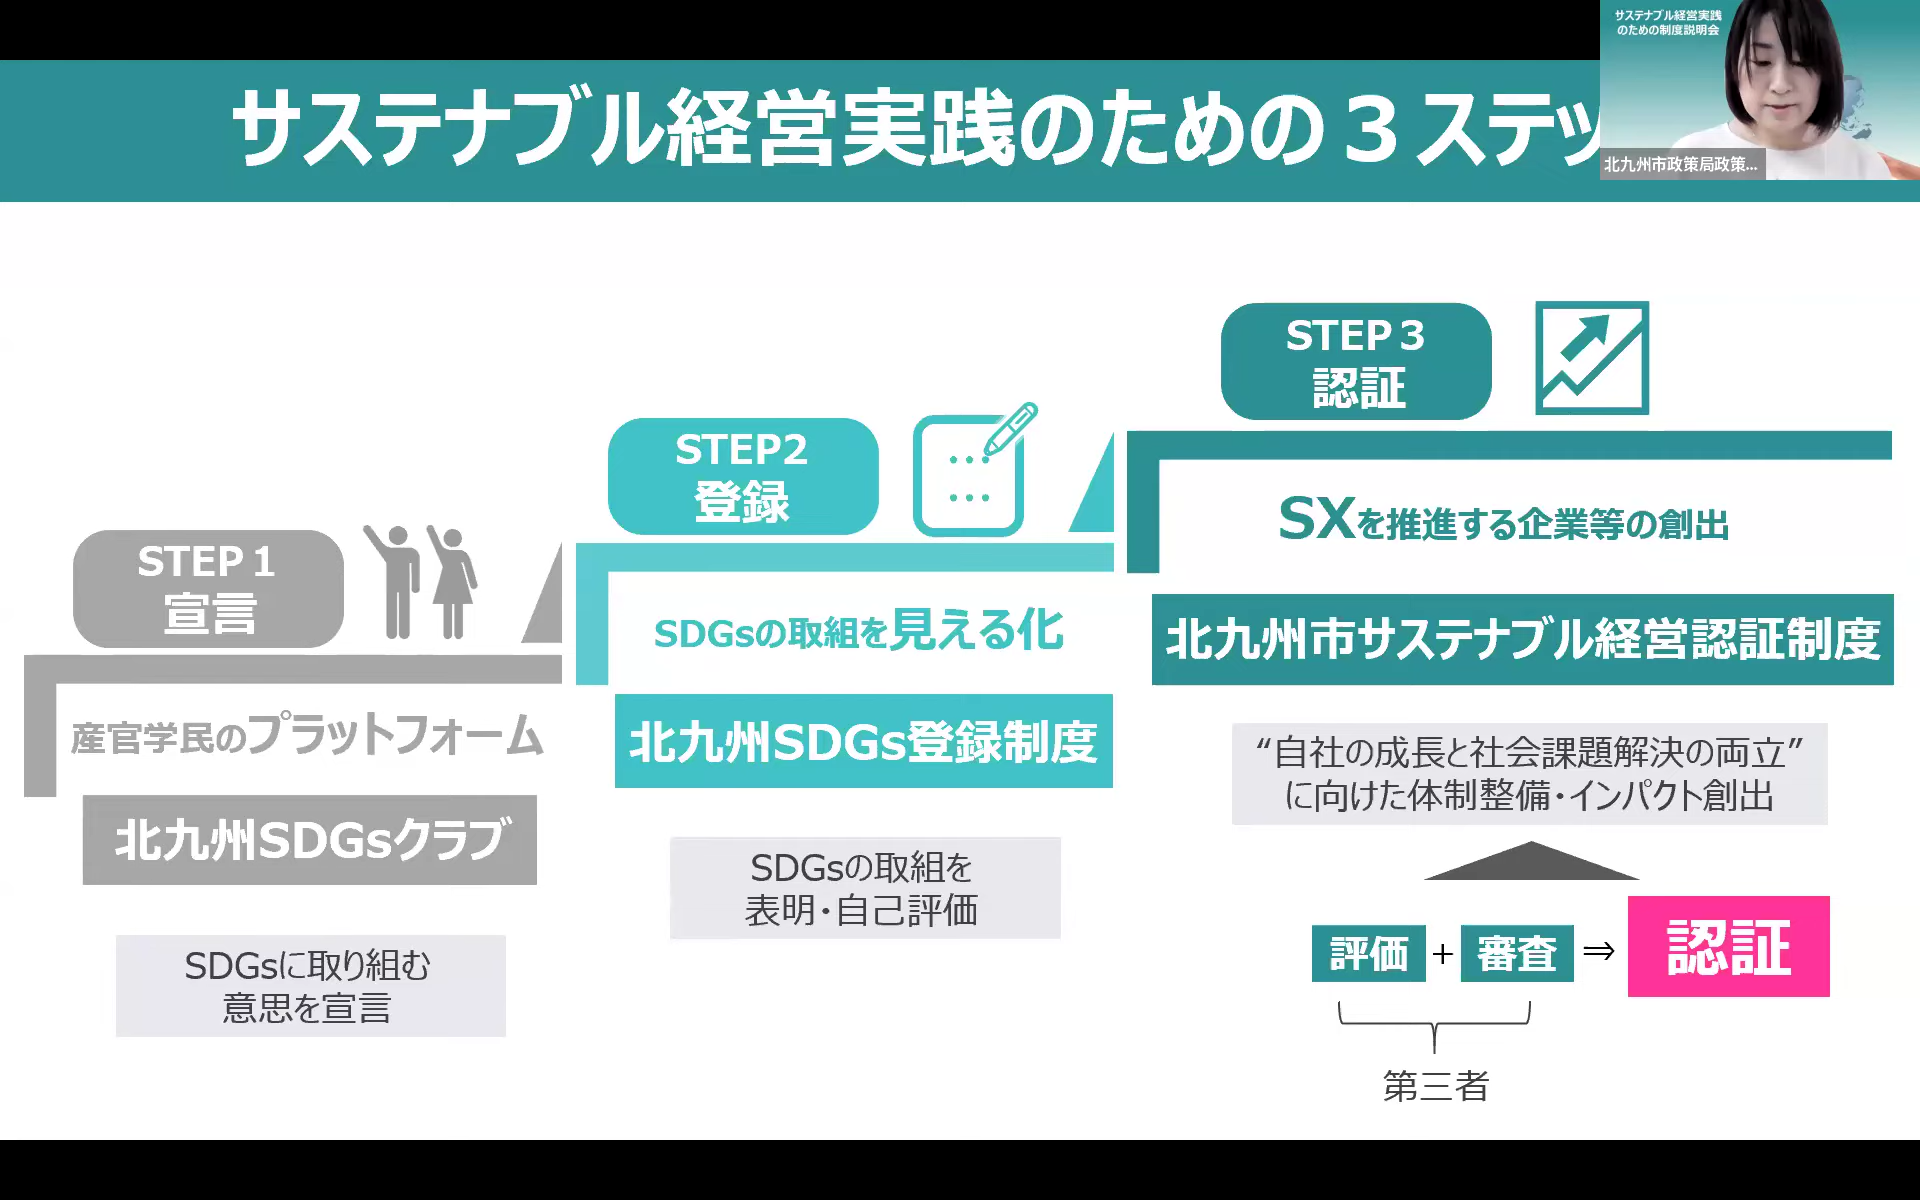 サステナブル経営実践のための３ステッ
サステナブル経営実践
のための制度説明会
北九州市政策局政策...
STEP１
宣言
産官学民のプラットフォーム
北九州SDGsクラブ
SDGsに取り組む
意思を宣言
STEP2
登録
SDGsの取組を見える化
北九州SDGs登録制度
SDGsの取組を
表明・自己評価
STEP３
認証
SXを推進する企業等の創出
北九州市サステナブル経営認証制度
“自社の成長と社会課題解決の両立”
に向けた体制整備・インパクト創出
評価 + 審査 ⇒ 認証
第三者